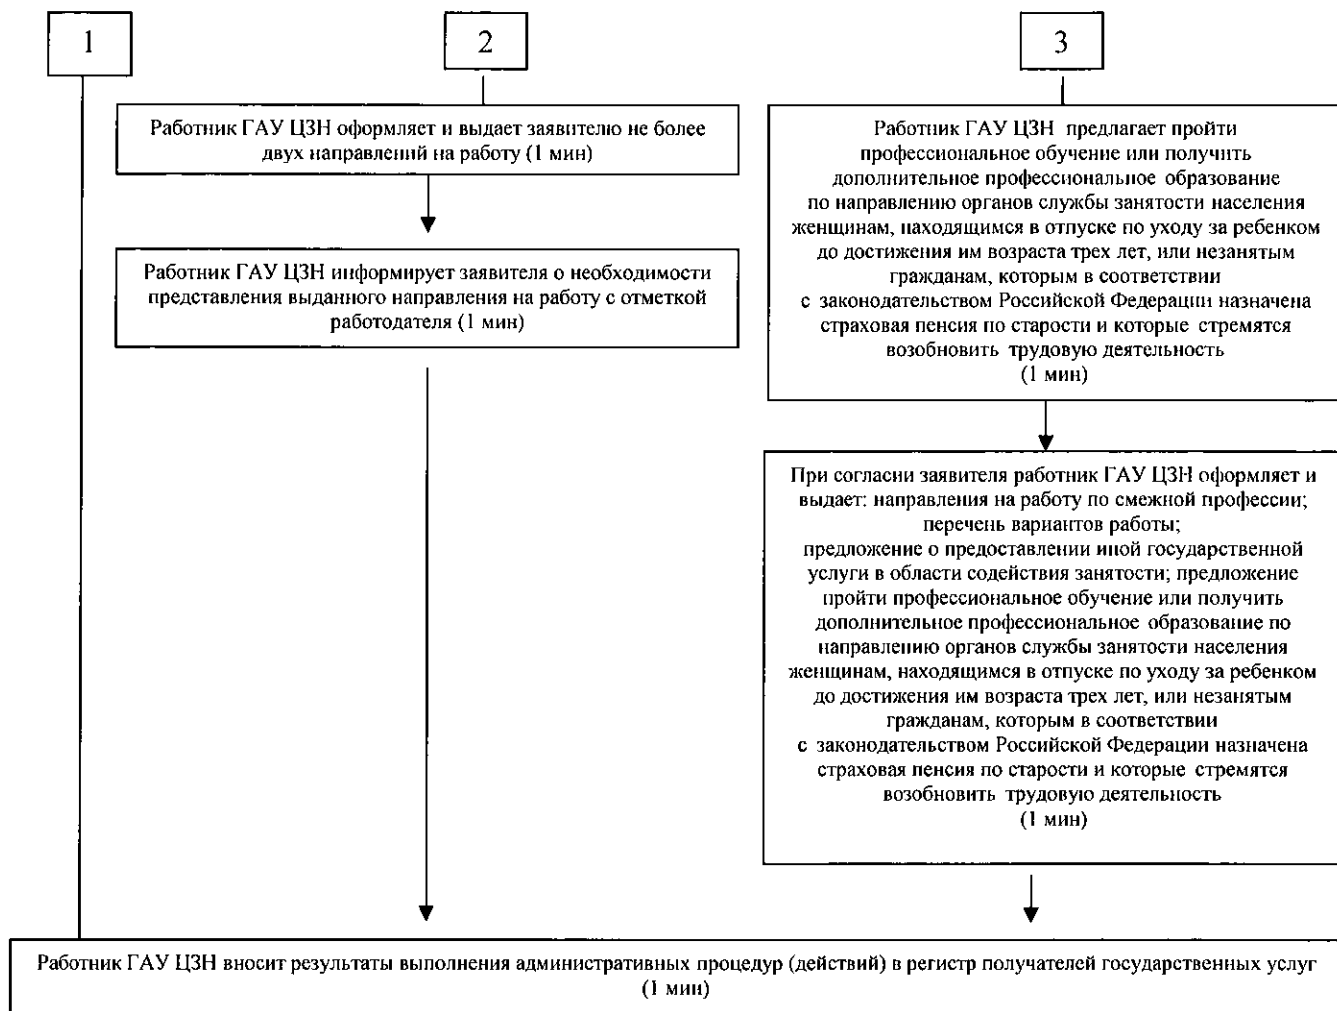 1
2
3
Работник ГАУ ЦЗН оформляет и выдает заявителю не более
двух направлений на работу (1 мин)
Работник ГАУ ЦЗН информирует заявителя о необходимости
представления выданного направления на работу с отметкой
работодателя (1 мин)
Работник ГАУ ЦЗН предлагает пройти
профессиональное обучение или получить
дополнительное профессиональное образование
по направлению органов службы занятости населения
женщинам, находящимся в отпуске по уходу за ребенком
до достижения им возраста трех лет, или незанятым
гражданам, которым в соответствии
с законодательством Российской Федерации назначена
страховая пенсия по старости и которые стремятся
возобновить трудовую деятельность
(1 мин)
При согласии заявителя работник ГАУ ЦЗН оформляет и
выдает: направления на работу по смежной профессии;
перечень вариантов работы;
предложение о предоставлении иной государственной
услуги в области содействия занятости; предложение
пройти профессиональное обучение или получить
дополнительное профессиональное образование по
направлению органов службы занятости населения
женщинам, находящимся в отпуске по уходу за ребенком
до достижения им возраста трех лет, или незанятым
гражданам, которым в соответствии
с законодательством Российской Федерации назначена
страховая пенсия по старости и которые стремятся
возобновить трудовую деятельность
(1 мин)
Работник ГАУ ЦЗН вносит результаты выполнения административных процедур (действий) в регистр получателей государственных услуг
(1 мин)